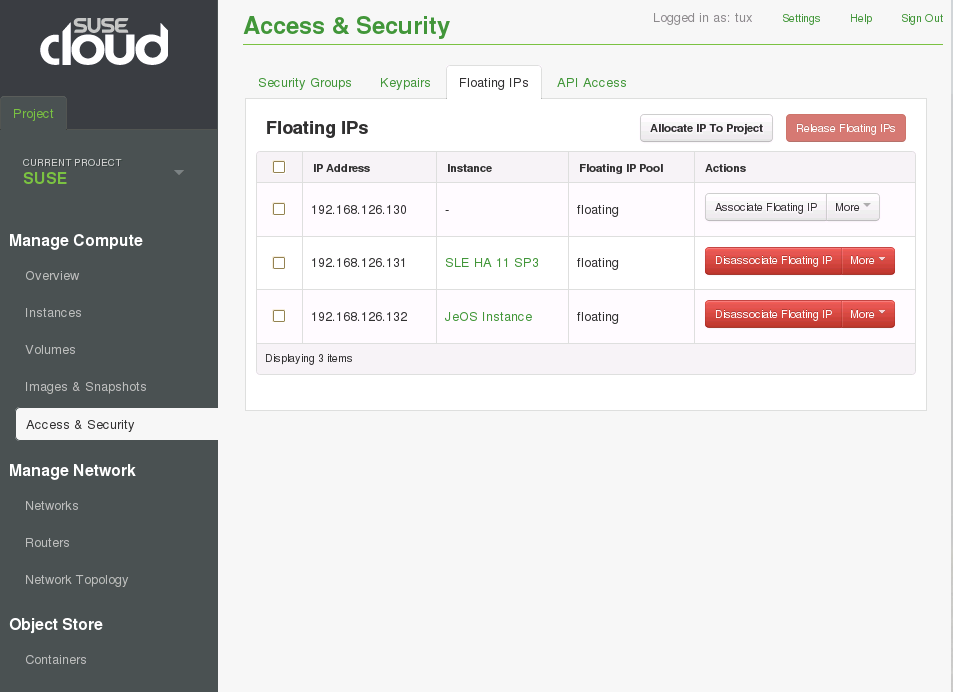 SUSE
cloud
Project
CURRENT PROJECT
SUSE
Manage Compute
Overview
Instances
Volumes
Images & Snapshots
Access & Security
Manage Network
Networks
Routers
Network Topology
Object Store
Containers
Access & Security
Logged in as: tux Settings Help Sign Out
Security Groups Keypairs Floating IPs API Access
Floating IPs
Allocate IP To Project Release Floating IPs
IP Address Instance Floating IP Pool Actions
192.168.126.130 - floating Associate Floating IP More
192.168.126.131 SLE HA 11 SP3 floating Disassociate Floating IP More
192.168.126.132 JeOS Instance floating Disassociate Floating IP More
Displaying 3 items